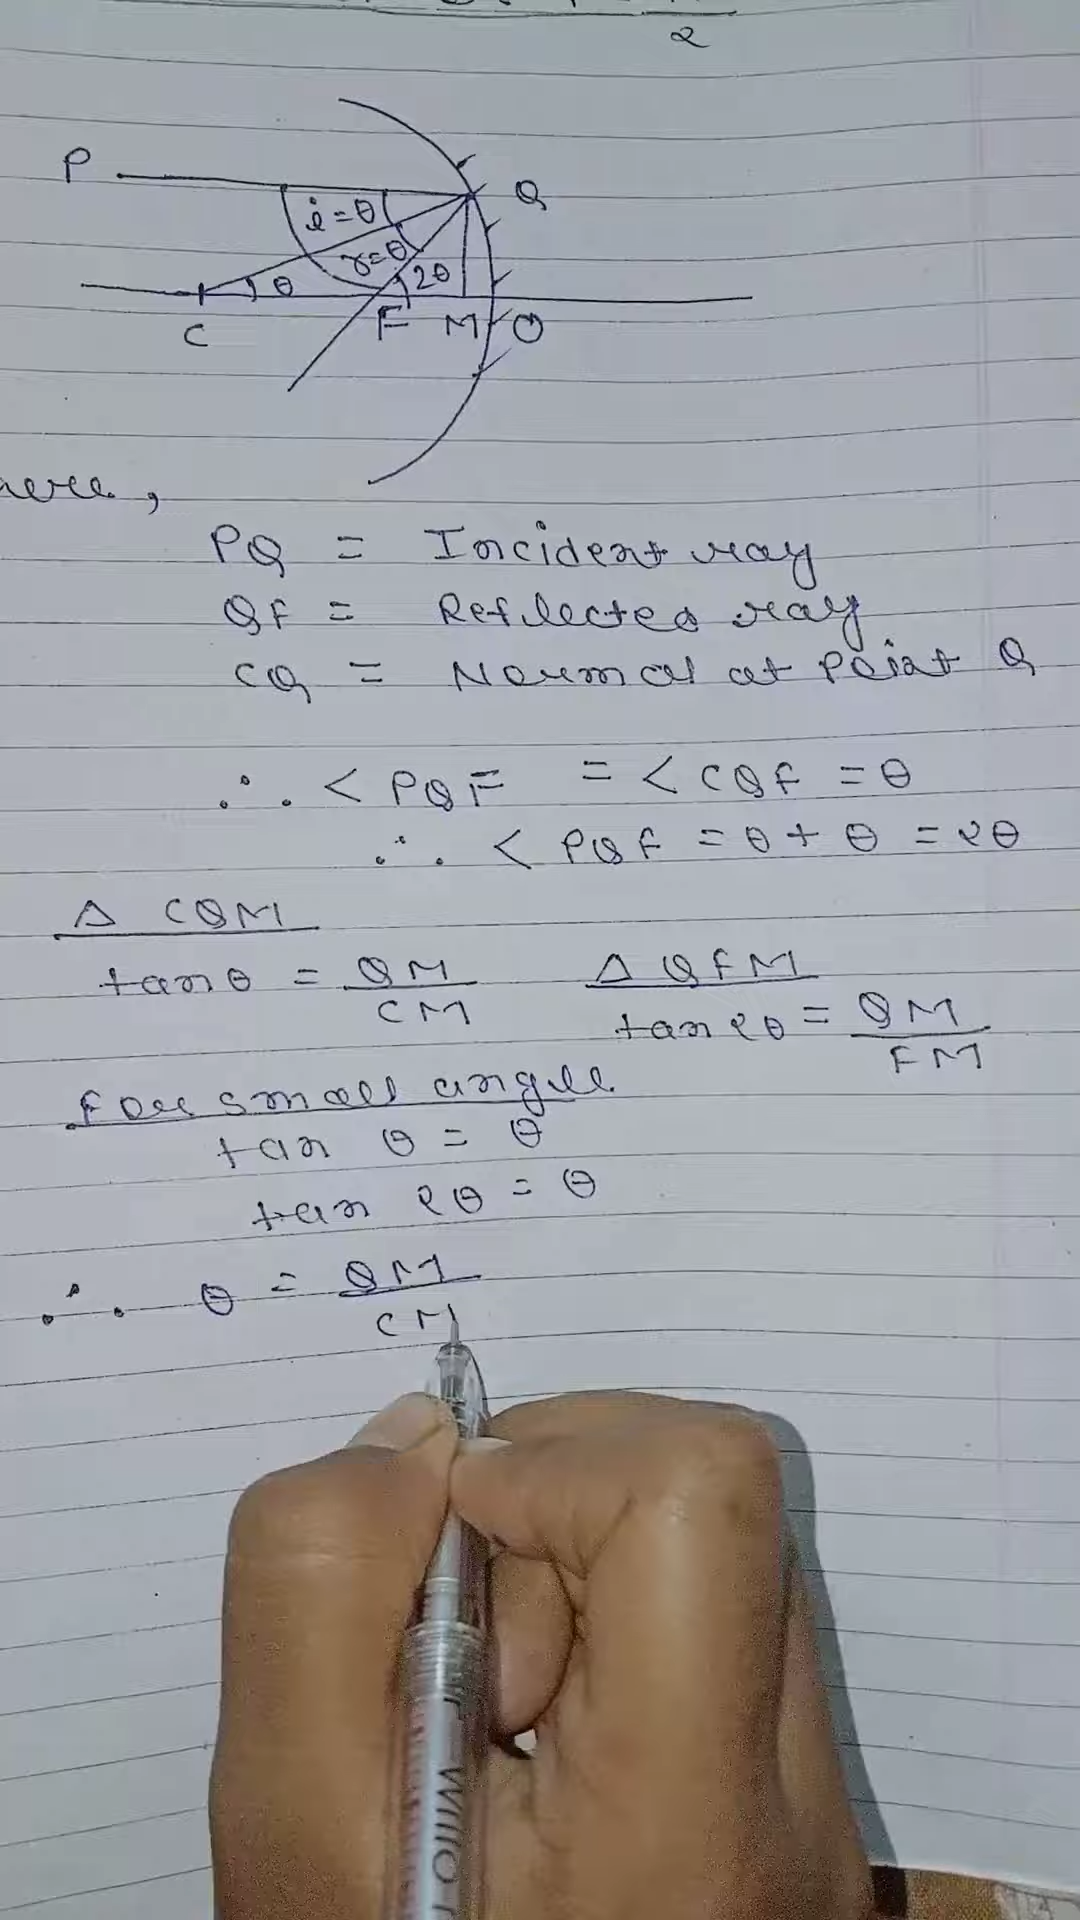 2
P
Q
i = θ
r = θ
θ
2θ
C
F
M
O
here,
PQ = Incident ray
QF = Reflected ray
CQ = Normal at Point Q
∴ < PQF = < CQF = θ
∴ < PQF = θ + θ = 2θ
Δ CQM
tan θ = QM / CM
Δ QFM
tan 2θ = QM / FM
For small angle
tan θ = θ
tan 2θ = θ
∴ θ = QM / CM